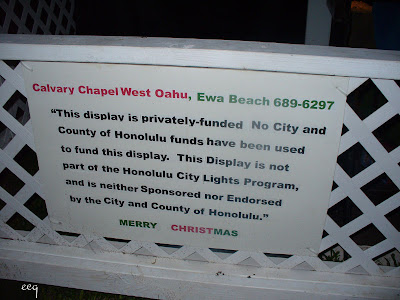 Calvary Chapel West Oahu, Ewa Beach 689-6297
“This display is privately-funded No City and
County of Honolulu funds have been used
to fund this display. This Display is not
part of the Honolulu City Lights Program,
and is neither Sponsored nor Endorsed
by the City and County of Honolulu.”
MERRY CHRISTMAS
eeq